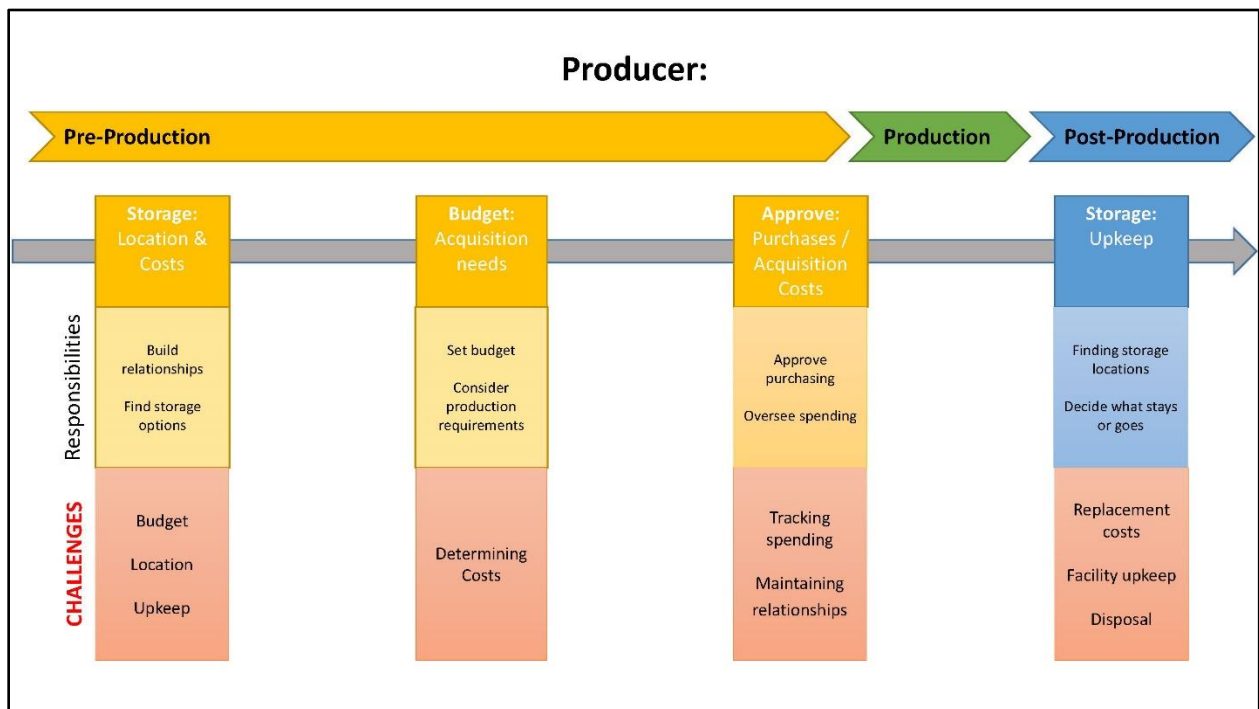 Producer:
Pre-Production
Production
Post-Production
Storage:
Location &
Costs
Budget:
Acquisition
needs
Approve:
Purchases /
Acquisition
Costs
Storage:
Upkeep
Responsibilities
Build
relationships
Find storage
options
Set budget
Consider
production
requirements
Approve
purchasing
Oversee spending
Finding storage
locations
Decide what stays
or goes
CHALLENGES
Budget
Location
Upkeep
Determining
Costs
Tracking
spending
Maintaining
relationships
Replacement
costs
Facility upkeep
Disposal